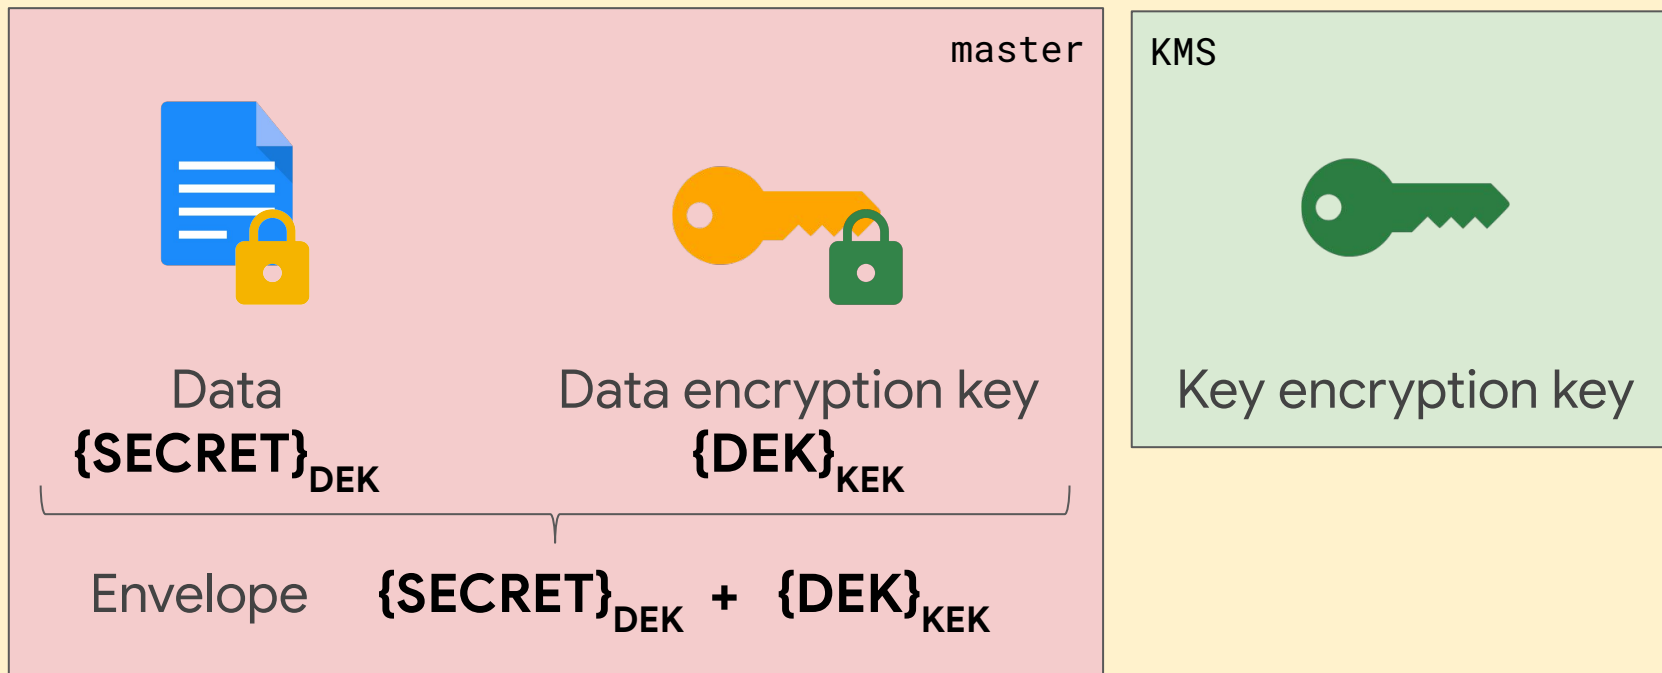 master
KMS
Data
Data encryption key
Key encryption key
{SECRET}DEK
{DEK}KEK
Envelope {SECRET}DEK + {DEK}KEK